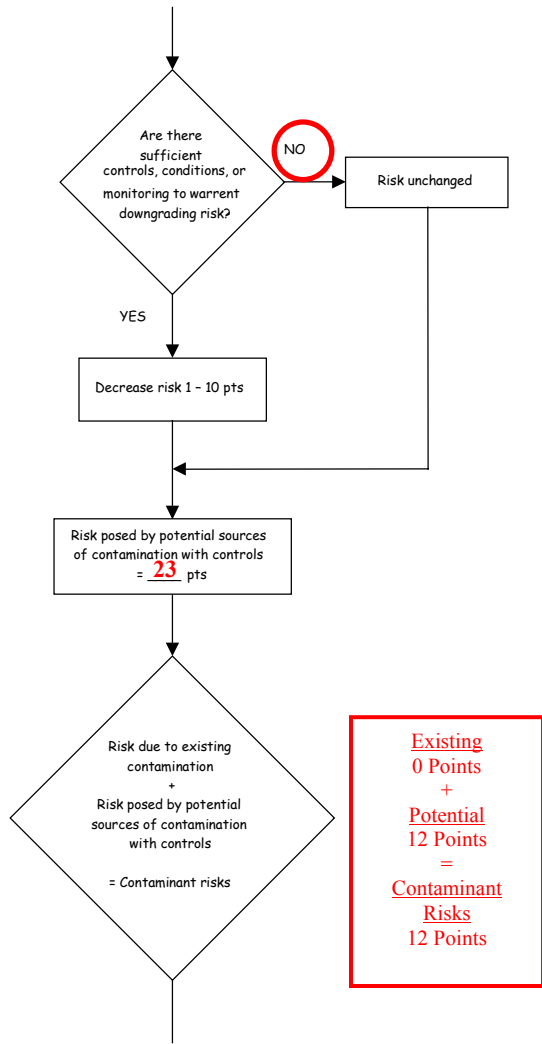 Are there
sufficient
controls, conditions, or
monitoring to warrent
downgrading risk?
NO
Risk unchanged
YES
Decrease risk 1 – 10 pts
Risk posed by potential sources
of contamination with controls
= 23 pts
Risk due to existing
contamination
+
Risk posed by potential
sources of contamination
with controls
= Contaminant risks
Existing
0 Points
+
Potential
12 Points
=
Contaminant
Risks
12 Points